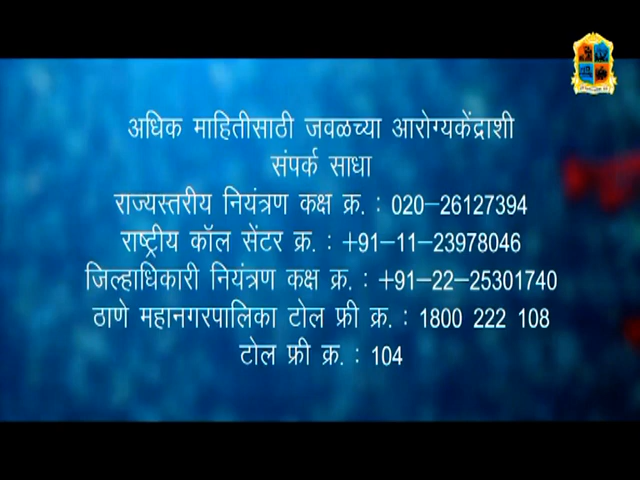 अधिक माहितीसाठी जवळच्या आरोग्यकेंद्राशी
संपर्क साधा
राज्यस्तरीय नियंत्रण कक्ष क्र. : 020–26127394
राष्ट्रीय कॉल सेंटर क्र. : +91–11–23978046
जिल्हाधिकारी नियंत्रण कक्ष क्र. : +91–22–25301740
ठाणे महानगरपालिका टोल फ्री क्र. : 1800 222 108
टोल फ्री क्र. : 104